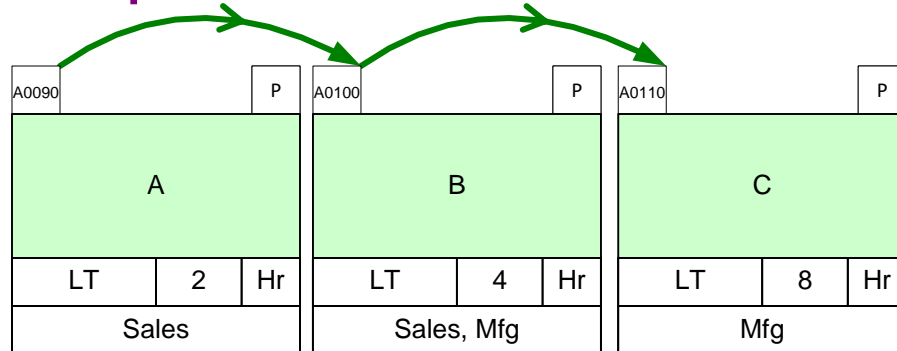 A0090 P A0100 P A0110 P
A B C
LT 2 Hr LT 4 Hr LT 8 Hr
Sales Sales, Mfg Mfg